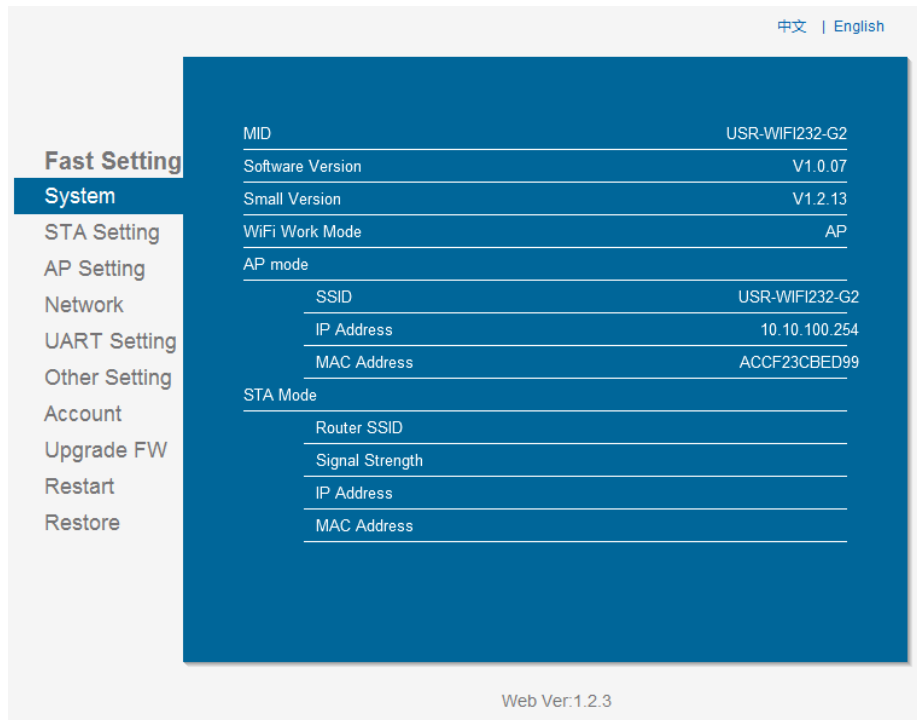 中文 | English
Fast Setting
System
STA Setting
AP Setting
Network
UART Setting
Other Setting
Account
Upgrade FW
Restart
Restore
MID USR-WIFI232-G2
Software Version V1.0.07
Small Version V1.2.13
WiFi Work Mode AP
AP mode
SSID USR-WIFI232-G2
IP Address 10.10.100.254
MAC Address ACCF23CBED99
STA Mode
Router SSID
Signal Strength
IP Address
MAC Address
Web Ver:1.2.3